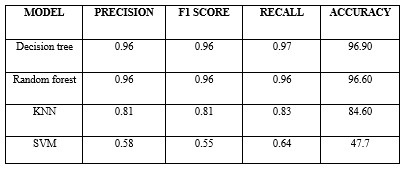 MODEL PRECISION F1 SCORE RECALL ACCURACY
Decision tree 0.96 0.96 0.97 96.90
Random forest 0.96 0.96 0.96 96.60
KNN 0.81 0.81 0.83 84.60
SVM 0.58 0.55 0.64 47.7